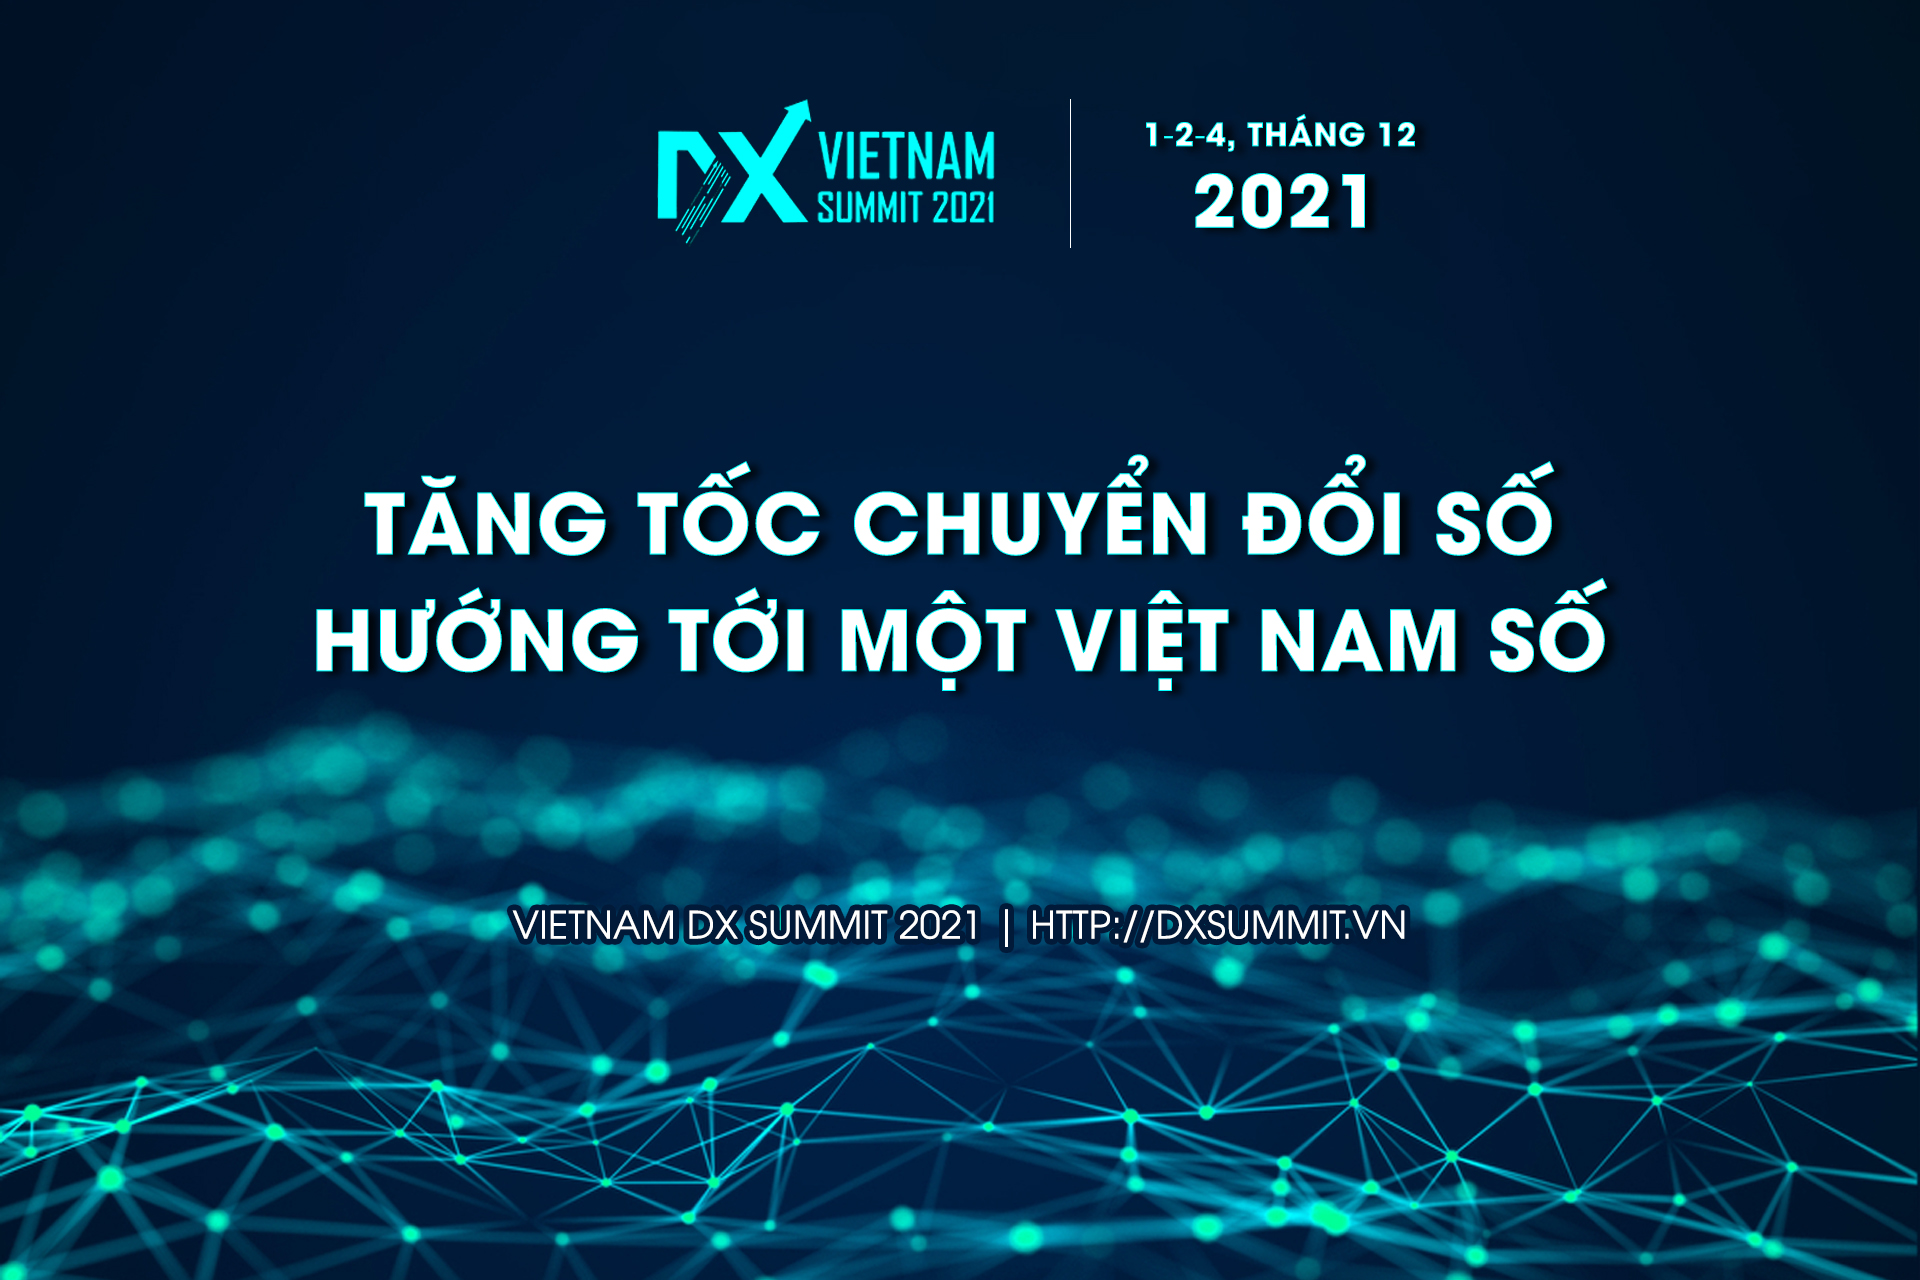 DX VIETNAM
SUMMIT 2021
1-2-4, THÁNG 12
2021
TĂNG TỐC CHUYỂN ĐỔI SỐ
HƯỚNG TỚI MỘT VIỆT NAM SỐ
VIETNAM DX SUMMIT 2021 | HTTP://DXSUMMIT.VN